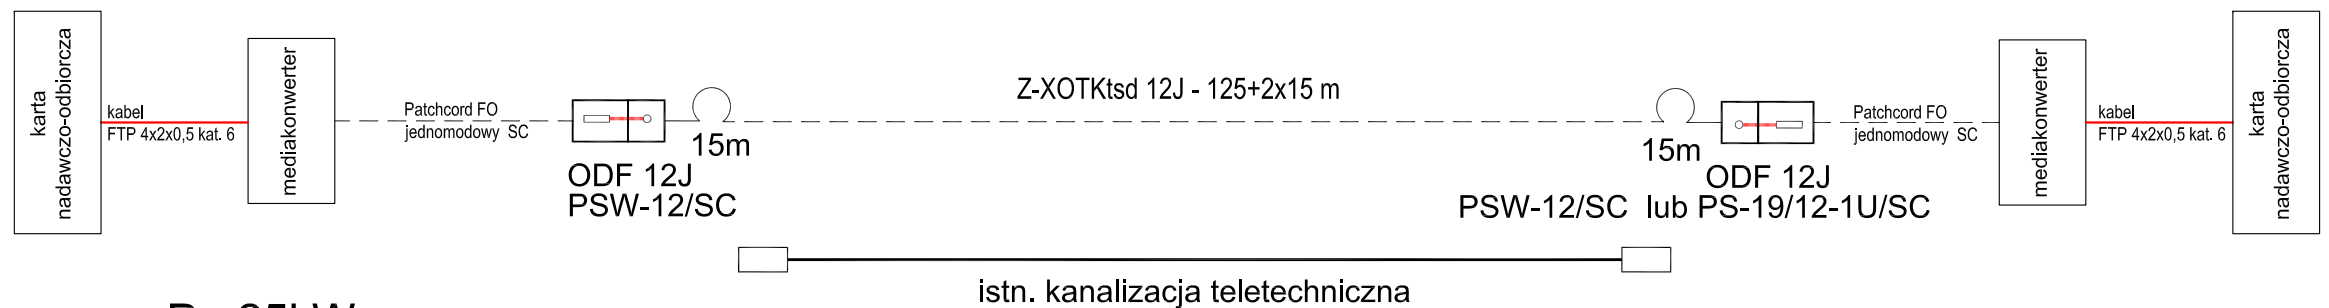 karta
nadawczo-odbiorcza
kabel
FTP 4x2x0,5 kat. 6
mediakonwerter
Patchcord FO
jednomodowy SC
15m
ODF 12J
PSW-12/SC
Z-XOTKtsd 12J - 125+2x15 m
15m
ODF 12J
PSW-12/SC lub PS-19/12-1U/SC
Patchcord FO
jednomodowy SC
mediakonwerter
kabel
FTP 4x2x0,5 kat. 6
karta
nadawczo-odbiorcza
istn. kanalizacja teletechniczna